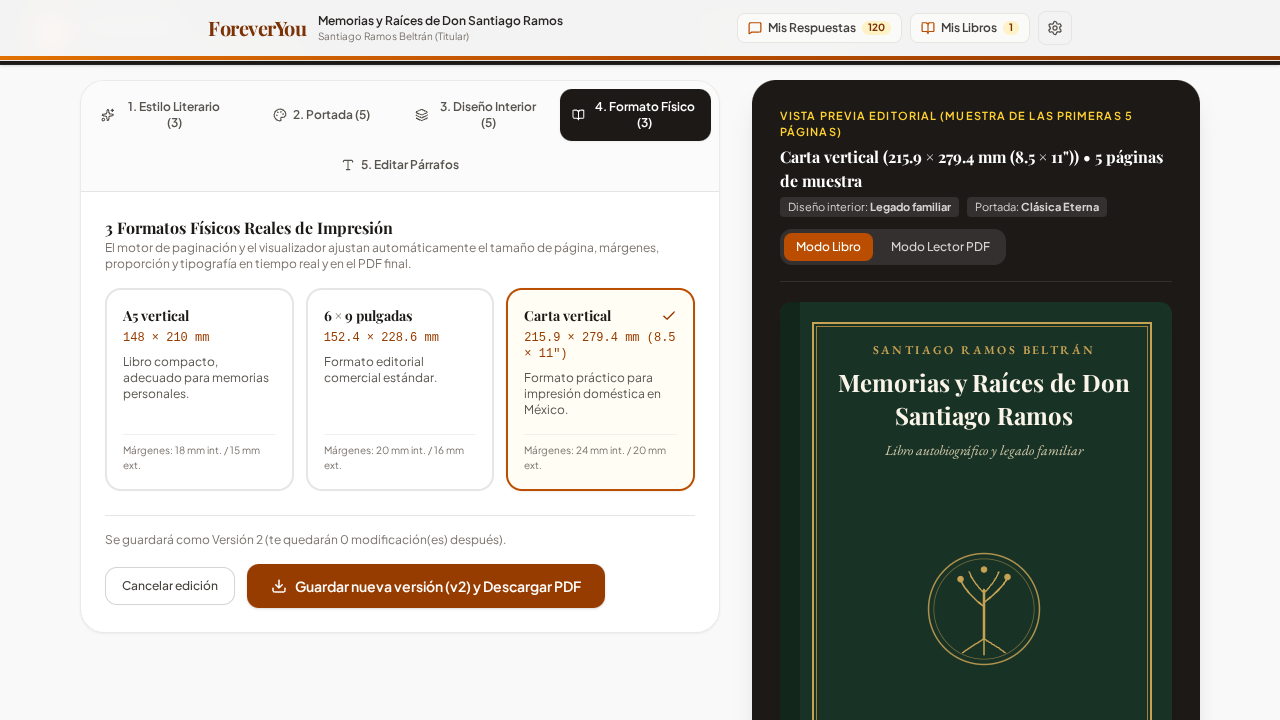 ForeverYou
Memorias y Raíces de Don Santiago Ramos
Santiago Ramos Beltrán (Titular)
Mis Respuestas 120
Mis Libros 1
1. Estilo Literario
(3)
2. Portada (5)
3. Diseño Interior
(5)
4. Formato Físico
(3)
5. Editar Párrafos
3 Formatos Físicos Reales de Impresión
El motor de paginación y el visualizador ajustan automáticamente el tamaño de página, márgenes,
proporción y tipografía en tiempo real y en el PDF final.
A5 vertical
148 × 210 mm
Libro compacto,
adecuado para memorias
personales.
Márgenes: 18 mm int. / 15 mm
ext.
6 × 9 pulgadas
152.4 × 228.6 mm
Formato editorial
comercial estándar.
Márgenes: 20 mm int. / 16 mm
ext.
Carta vertical
215.9 × 279.4 mm (8.5
× 11")
Formato práctico para
impresión doméstica en
México.
Márgenes: 24 mm int. / 20 mm
ext.
Se guardará como Versión 2 (te quedarán 0 modificación(es) después).
Cancelar edición
Guardar nueva versión (v2) y Descargar PDF
VISTA PREVIA EDITORIAL (MUESTRA DE LAS PRIMERAS 5
PÁGINAS)
Carta vertical (215.9 × 279.4 mm (8.5 × 11")) • 5 páginas
de muestra
Diseño interior: Legado familiar
Portada: Clásica Eterna
Modo Libro
Modo Lector PDF
SANTIAGO RAMOS BELTRÁN
Memorias y Raíces de Don
Santiago Ramos
Libro autobiográfico y legado familiar